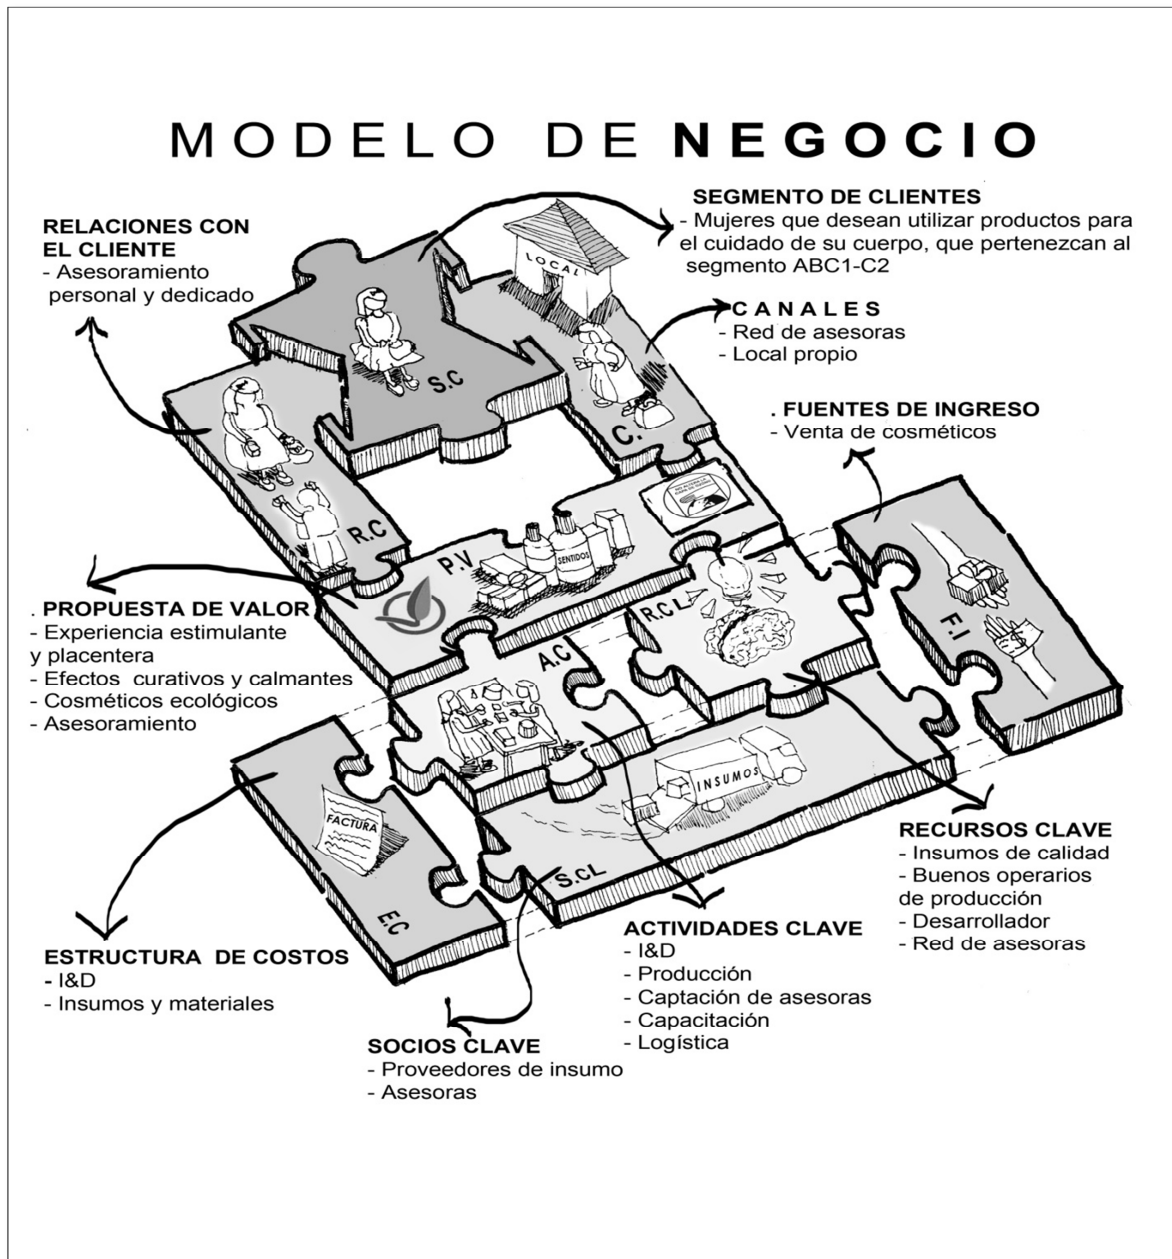 MODELO DE NEGOCIO
RELACIONES CON
EL CLIENTE
- Asesoramiento
personal y dedicado
SEGMENTO DE CLIENTES
- Mujeres que desean utilizar productos para
el cuidado de su cuerpo, que pertenezcan al
segmento ABC1-C2
CANALES
- Red de asesoras
- Local propio
. FUENTES DE INGRESO
- Venta de cosméticos
LOCAL
S.C
C.
R.C
P.V
SENTIDOS
R.CL
A.C
F.I
INSUMOS
FACTURA
S.cL
E.C
. PROPUESTA DE VALOR
- Experiencia estimulante
y placentera
- Efectos curativos y calmantes
- Cosméticos ecológicos
- Asesoramiento
RECURSOS CLAVE
- Insumos de calidad
- Buenos operarios
de producción
- Desarrollador
- Red de asesoras
ACTIVIDADES CLAVE
- I&D
- Producción
- Captación de asesoras
- Capacitación
- Logística
ESTRUCTURA DE COSTOS
- I&D
- Insumos y materiales
SOCIOS CLAVE
- Proveedores de insumo
- Asesoras